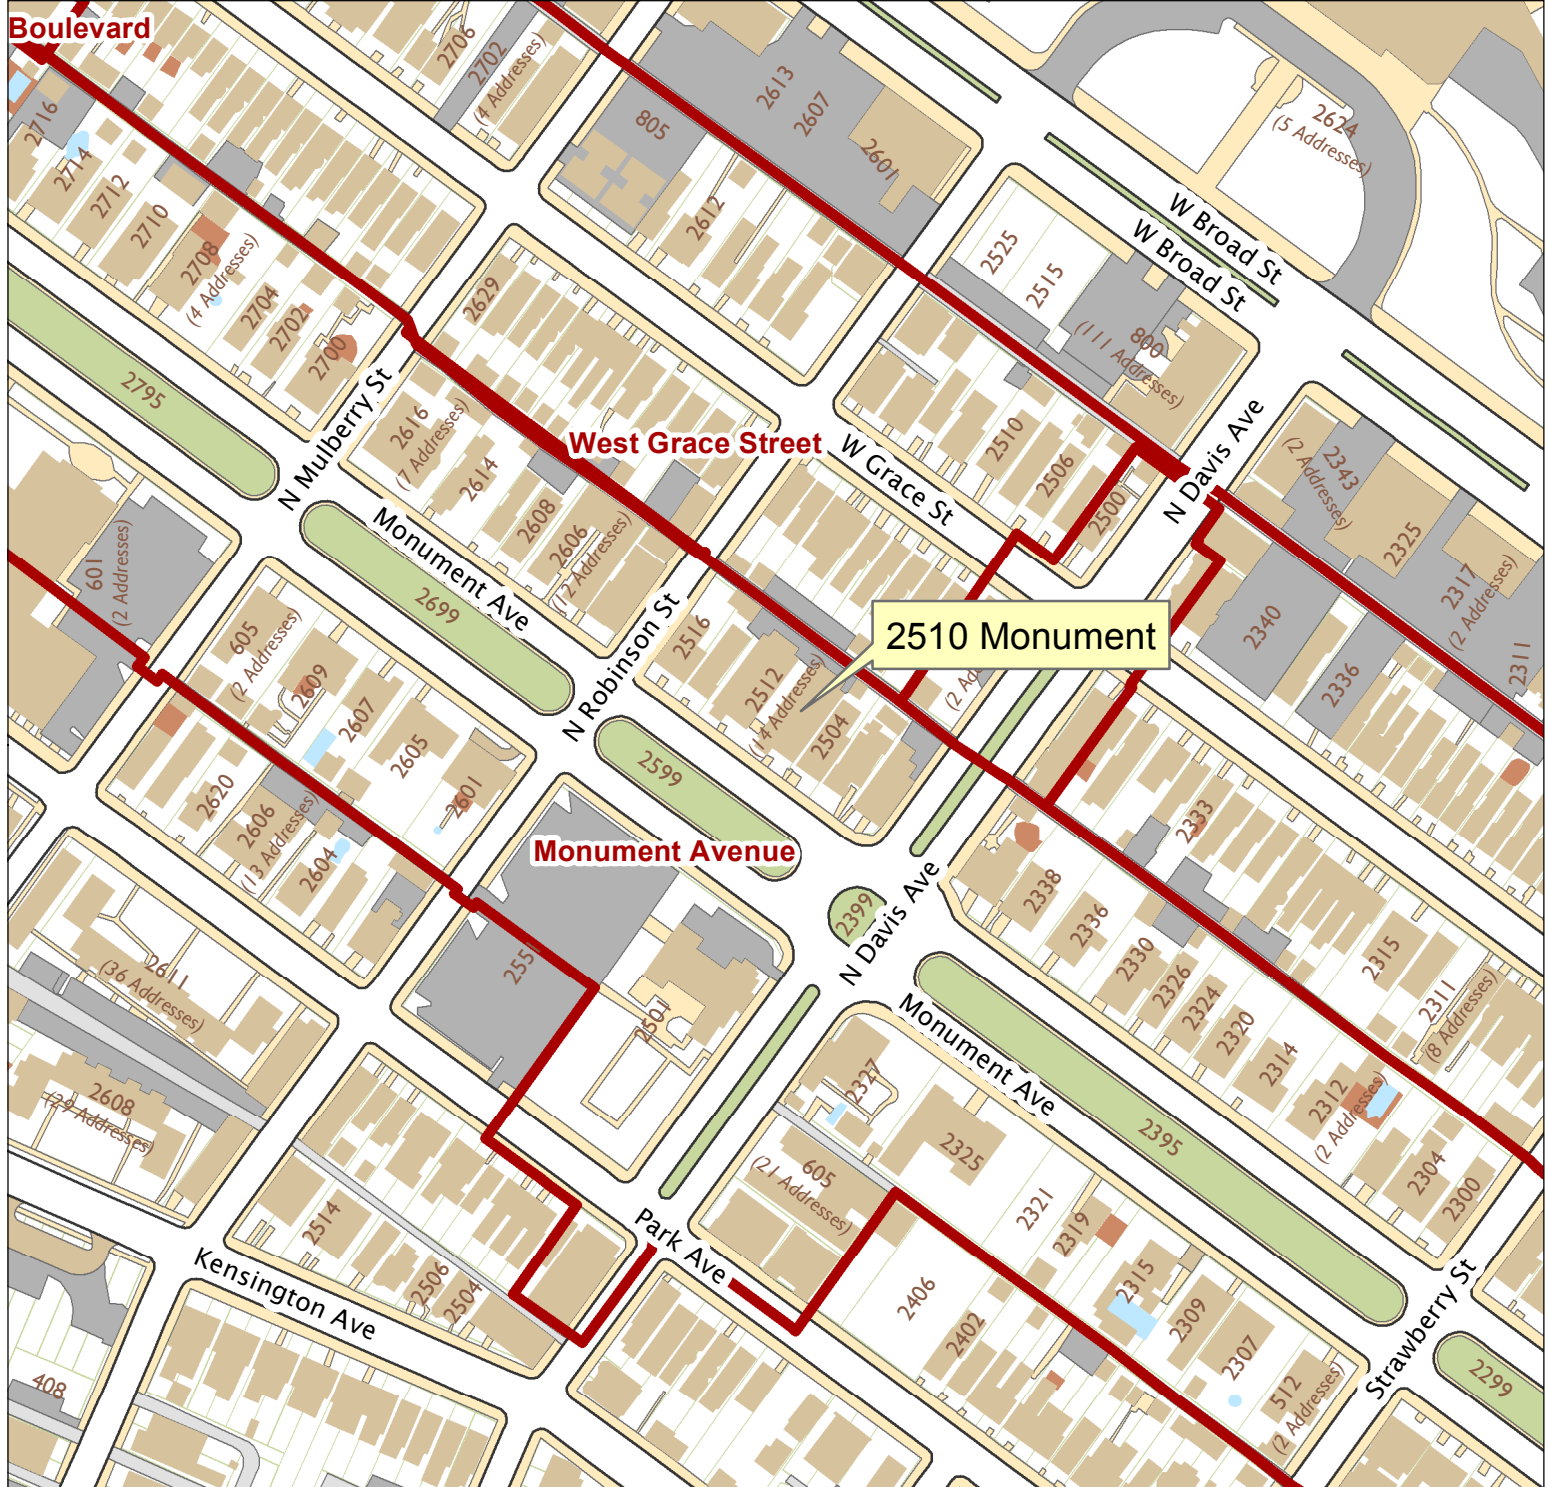 Boulevard
2706
2702
(4 Addresses)
2613
2607
2601
805
2612
2624
(5 Addresses)
W Broad St
W Broad St
2716
2714
2712
2710
2708
(4 Addresses)
2704
2702
2700
2629
2525
2515
800
(111 Addresses)
2795
N Mulberry St
2616
(7 Addresses)
2614
2608
2606
(12 Addresses)
West Grace Street
W Grace St
2510
2506
2500
N Davis Ave
2343
(2 Addresses)
2325
2317
(2 Addresses)
2311
2340
2336
601
(2 Addresses)
Monument Ave
2699
N Robinson St
2516
2512
(14 Addresses)
2504
2510 Monument
605
(2 Addresses)
2609
2607
2605
2601
2599
2620
2606
(13 Addresses)
2604
Monument Avenue
2399
N Davis Ave
2333
2338
2336
2330
2326
2324
2320
2314
2312
(2 Addresses)
2315
2311
(8 Addresses)
2304
2300
2611
(36 Addresses)
2608
(29 Addresses)
2501
Monument Ave
2395
2327
2325
2321
2319
2315
2309
2307
512
(2 Addresses)
605
(21 Addresses)
2514
2506
2504
Kensington Ave
Park Ave
2406
2402
Strawberry St
2299
408